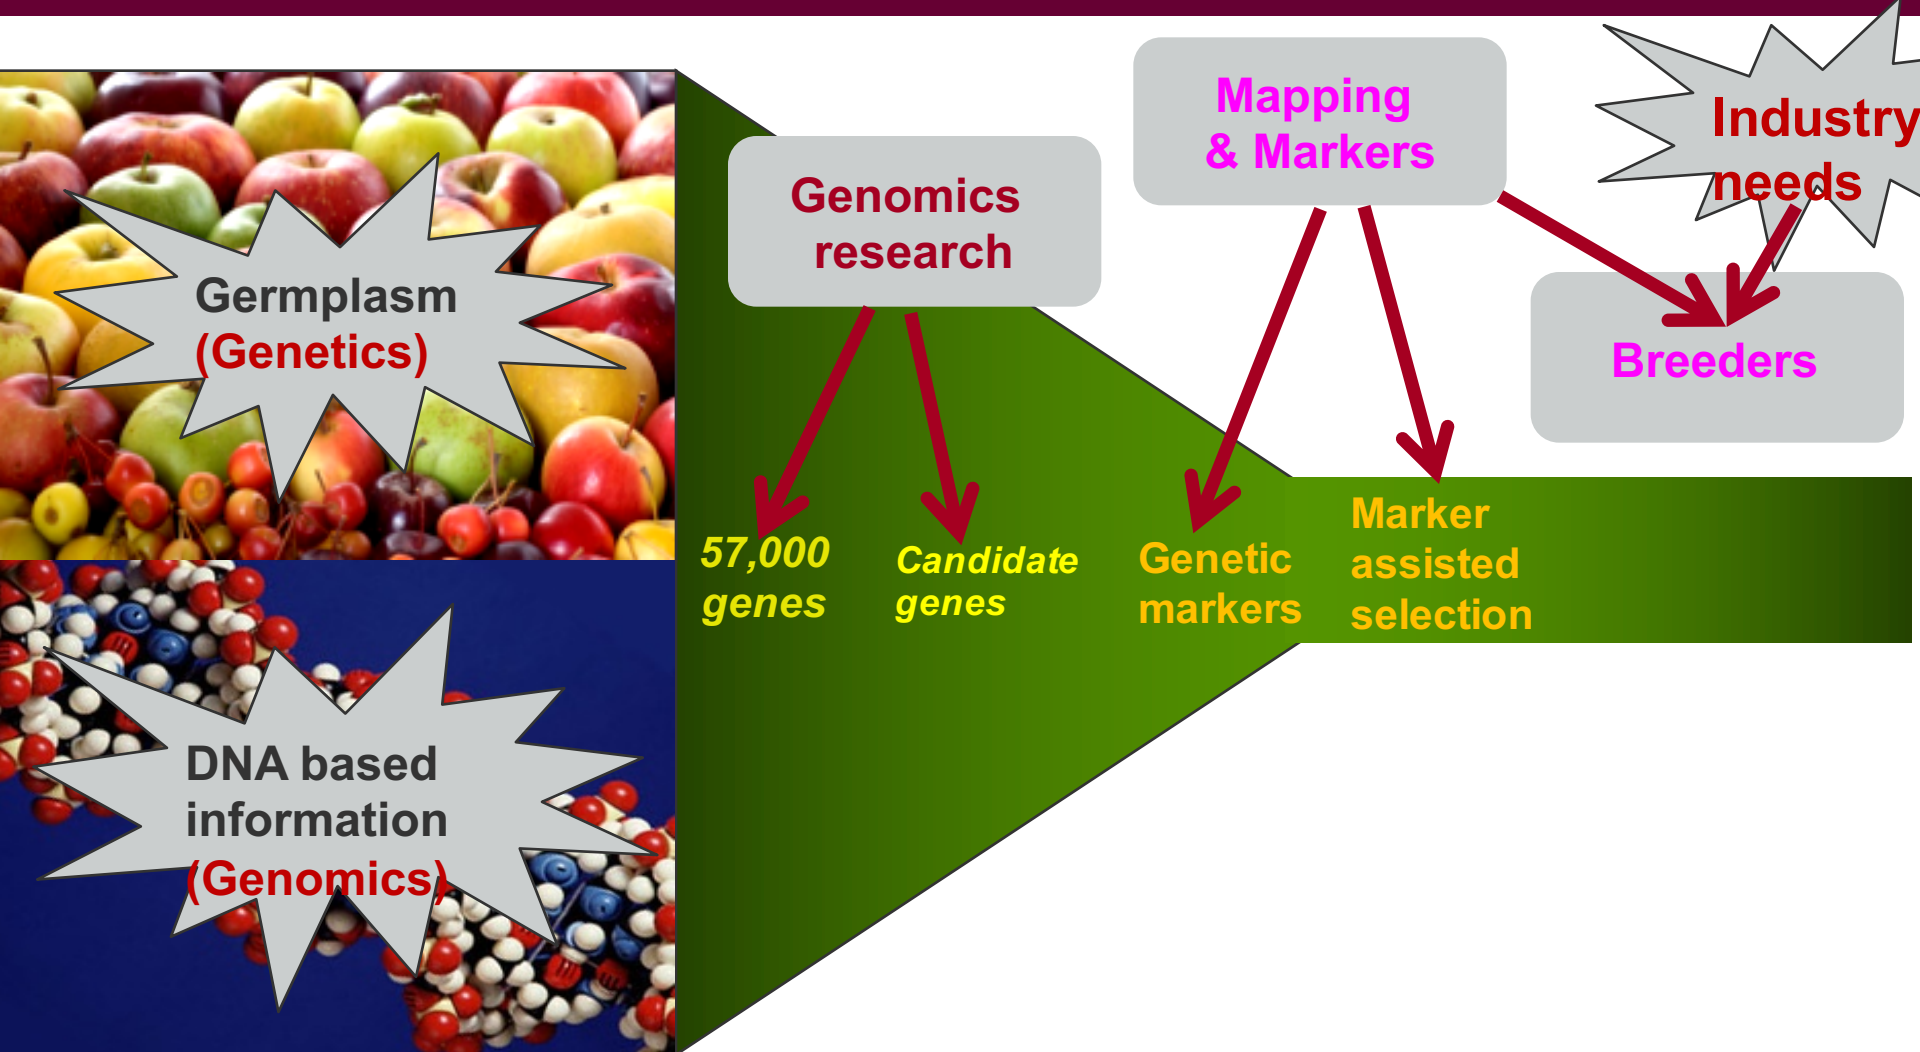 Mapping
& Markers
Industry
needs
Genomics
research
Germplasm
(Genetics)
Breeders
57,000
genes
Candidate
genes
Genetic
markers
Marker
assisted
selection
DNA based
information
(Genomics)